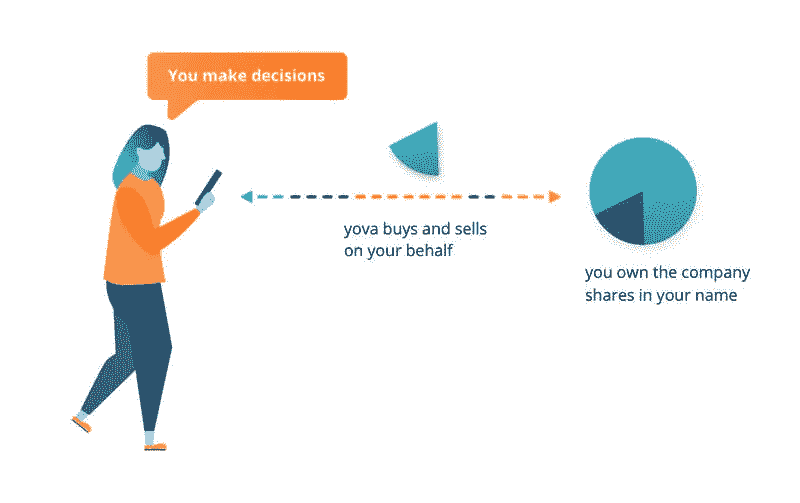 You make decisions
yova buys and sells
on your behalf
you own the company
shares in your name